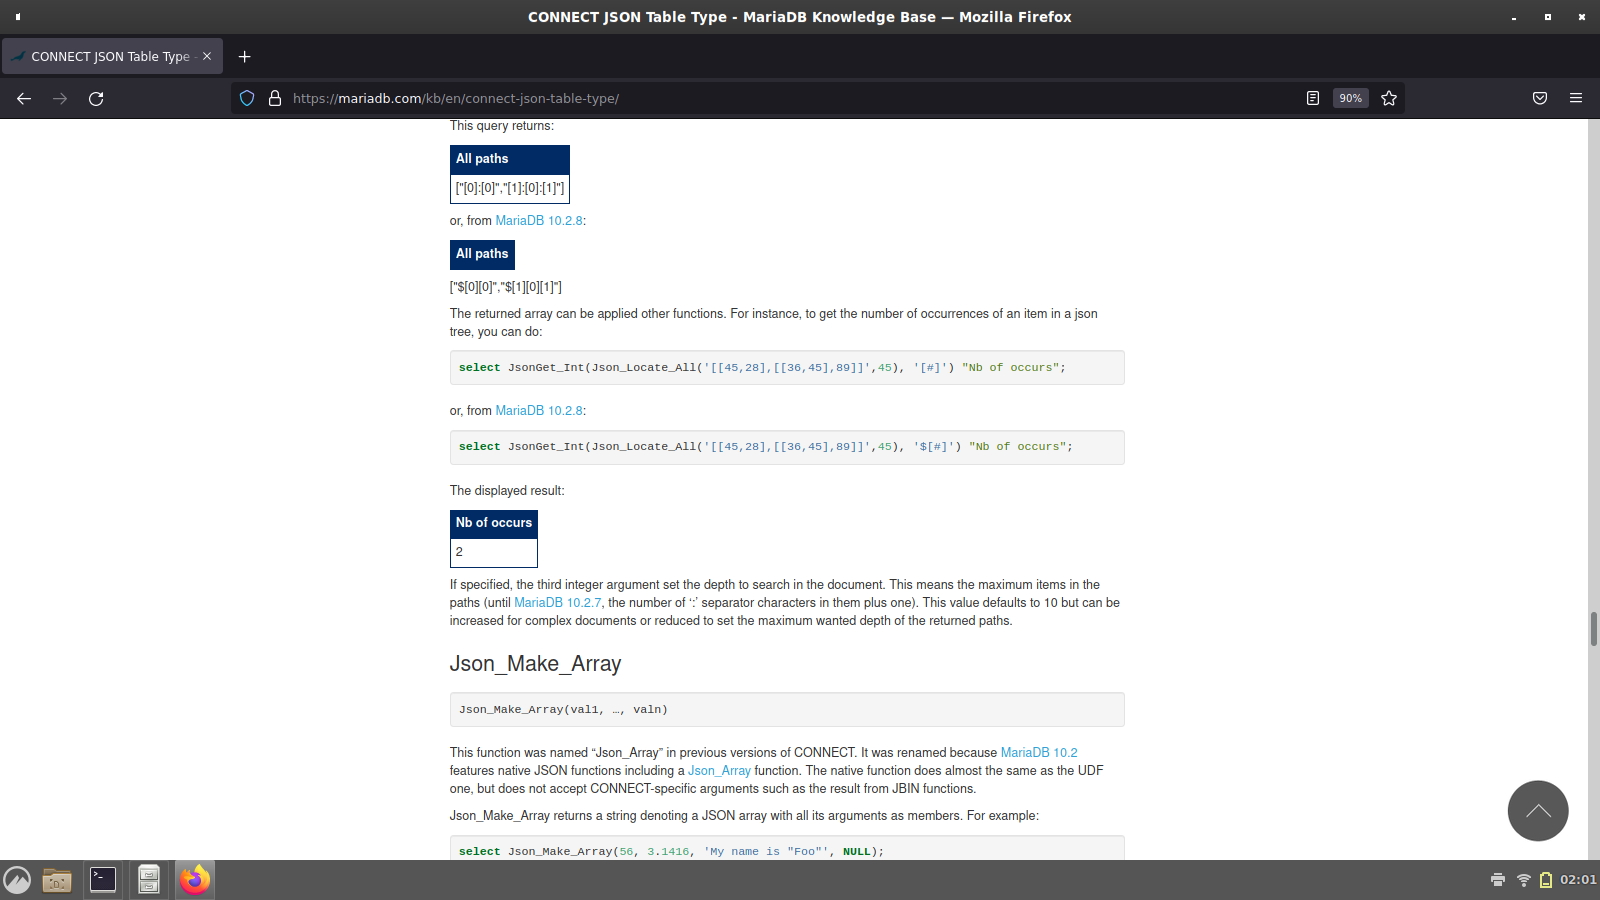 CONNECT JSON Table Type - MariaDB Knowledge Base — Mozilla Firefox
CONNECT JSON Table Type -
https://mariadb.com/kb/en/connect-json-table-type/
90%
This query returns:
All paths
["[0]:[0]","[1]:[0]:[1]"]
or, from MariaDB 10.2.8:
All paths
["$[0][0]","$[1][0][1]"]
The returned array can be applied other functions. For instance, to get the number of occurrences of an item in a json
tree, you can do:
select JsonGet_Int(Json_Locate_All('[[45,28],[[36,45],89]]',45), '[#]') "Nb of occurs";
or, from MariaDB 10.2.8:
select JsonGet_Int(Json_Locate_All('[[45,28],[[36,45],89]]',45), '$[#]') "Nb of occurs";
The displayed result:
Nb of occurs
2
If specified, the third integer argument set the depth to search in the document. This means the maximum items in the
paths (until MariaDB 10.2.7, the number of ‘:’ separator characters in them plus one). This value defaults to 10 but can be
increased for complex documents or reduced to set the maximum wanted depth of the returned paths.
Json_Make_Array
Json_Make_Array(val1, …, valn)
This function was named “Json_Array” in previous versions of CONNECT. It was renamed because MariaDB 10.2
features native JSON functions including a Json_Array function. The native function does almost the same as the UDF
one, but does not accept CONNECT-specific arguments such as the result from JBIN functions.
Json_Make_Array returns a string denoting a JSON array with all its arguments as members. For example:
select Json_Make_Array(56, 3.1416, 'My name is "Foo"', NULL);
02:01